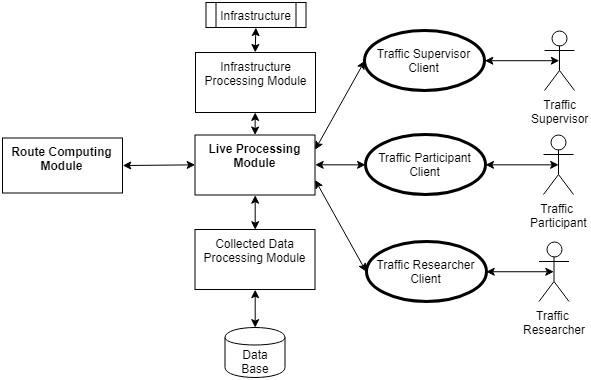 Infrastructure
Infrastructure
Processing Module
Traffic Supervisor
Client
Traffic
Supervisor
Route Computing
Module
Live Processing
Module
Traffic Participant
Client
Traffic
Participant
Collected Data
Processing Module
Traffic Researcher
Client
Traffic
Researcher
Data
Base